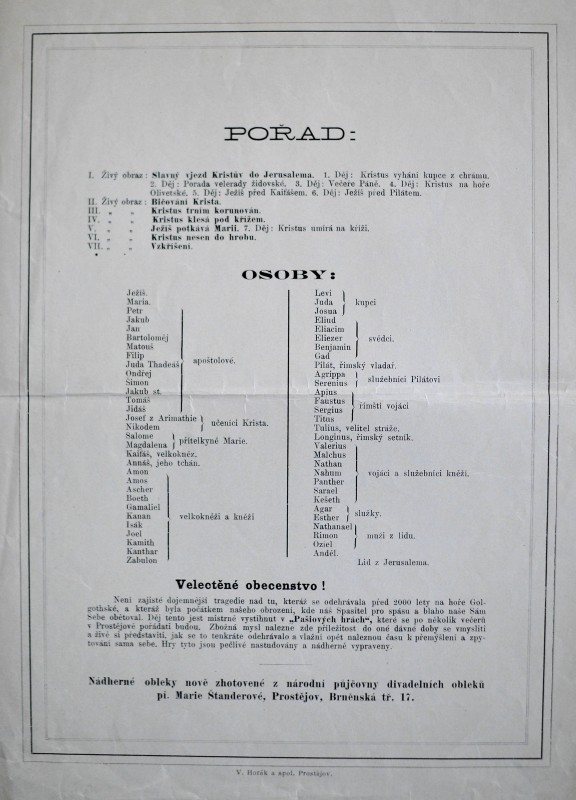 POŘAD:
I. Živý obraz: Slavný vjezd Kristův do Jerusalema. 1. Děj: Kristus vyhání kupce z chrámu.
2. Děj: Porada velerady židovské. 3. Děj: Večeře Páně. 4. Děj: Kristus na hoře
Olivetské. 5. Děj: Ježíš před Kaifášem. 6. Děj: Ježíš před Pilátem.
II. Živý obraz: Bičování Krista.
III. „ „ Kristus trním korunován.
IV. „ „ Kristus klesá pod křížem.
V. „ „ Ježíš potkává Marii. 7. Děj: Kristus umírá na kříži.
VI. „ „ Kristus nesen do hrobu.
VII. „ „ Vzkříšení.
OSOBY:
Ježíš.
Maria.
Petr
Jakub
Jan
Bartoloměj
Matouš
Filip
Juda Thadeáš
apoštolové.
Ondřej
Šimon
Jakub st.
Tomáš
Jidáš
Josef z Arimathie
Nikodem
učeníci Krista.
Salome
Magdalena
přítelkyně Marie.
Kaifáš, velkokněz.
Annáš, jeho tchán.
Amon
Amos
Ascher
Boeth
Gamaliel
Kanan
velkokněží a kněží
Isák
Joel
Kamith
Kanthar
Zabulon
Levi
Juda
kupci
Josua
Eliud
Eliacim
Eliezer
svědci.
Benjamin
Gad
Pilát, římský vladař.
Agrippa
Serenius
služebníci Pilátovi
Apius
Faustus
Sergius
římští vojáci
Titus
Tulius, velitel stráže.
Longinus, římský setník.
Valerius
Malchus
Nathan
Nahum
vojáci a služebníci kněží.
Panther
Sarael
Kešeth
Agar
Esther
služky.
Nathanael
Rimon
muži z lidu.
Oziel
Anděl.
Lid z Jerusalema.
Velectěné obecenstvo!
Není zajisté dojemnější tragedie nad tu, kteráž se odehrávala před 2000 lety na hoře Gol-
gothské, a kteráž byla počátkem našeho obrození, kde náš Spasitel pro spásu a blaho naše Sám
Sebe obětoval. Děj tento jest mistrně vystihnut v „Pašiových hrách“, které se po několik večerů
v Prostějově pořádati budou. Zbožná mysl nalezne zde příležitost do oné dávné doby se vmysliti
a živě si představiti, jak se to tenkráte odehrávalo a vlažní opět naleznou času k přemýšlení a zpy-
tování sama sebe. Hry tyto jsou pečlivě nastudovány a nádherně vypraveny.
Nádherné obleky nově zhotovené z národní půjčovny divadelních obleků
pí. Marie Štanderové, Prostějov, Brněnská tř. 17.
V. Horák a spol. Prostějov.